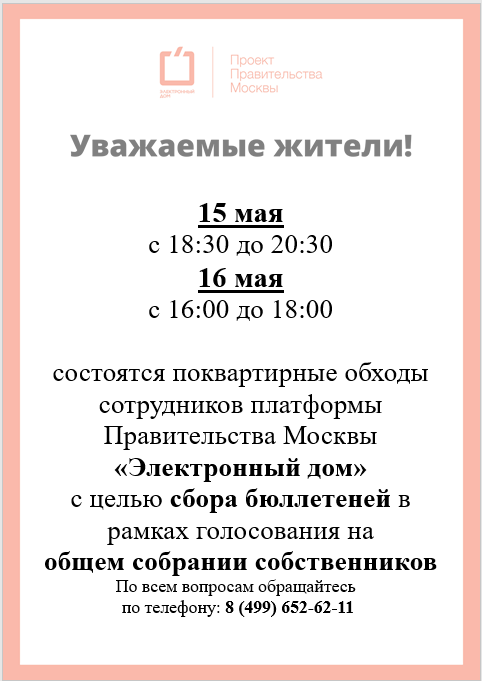 ЭЛЕКТРОННЫЙ
ДОМ
Проект
Правительства
Москвы
Уважаемые жители!
15 мая
с 18:30 до 20:30
16 мая
с 16:00 до 18:00
состоятся поквартирные обходы
сотрудников платформы
Правительства Москвы
«Электронный дом»
с целью сбора бюллетеней в
рамках голосования на
общем собрании собственников
По всем вопросам обращайтесь
по телефону: 8 (499) 652-62-11